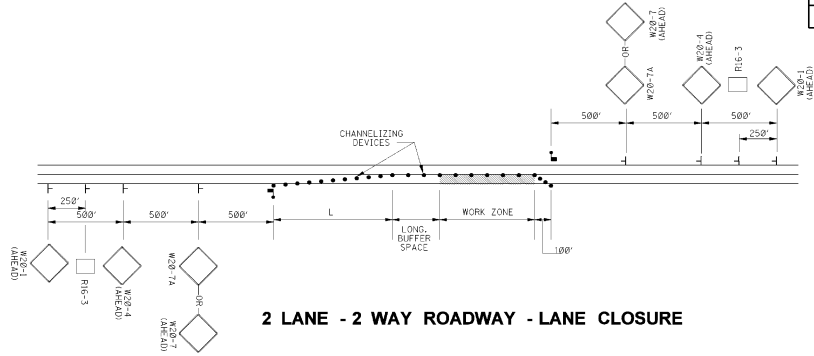 W20-7
(AHEAD)
OR
W20-7A
W20-4
(AHEAD)
R16-3
W20-1
(AHEAD)
500'
500'
500'
250'
CHANNELIZING
DEVICES
250'
500'
500'
500'
L
LONG.
BUFFER
SPACE
WORK ZONE
100'
W20-1
(AHEAD)
R16-3
W20-4
(AHEAD)
W20-7A
OR
W20-7
(AHEAD)
2 LANE - 2 WAY ROADWAY - LANE CLOSURE